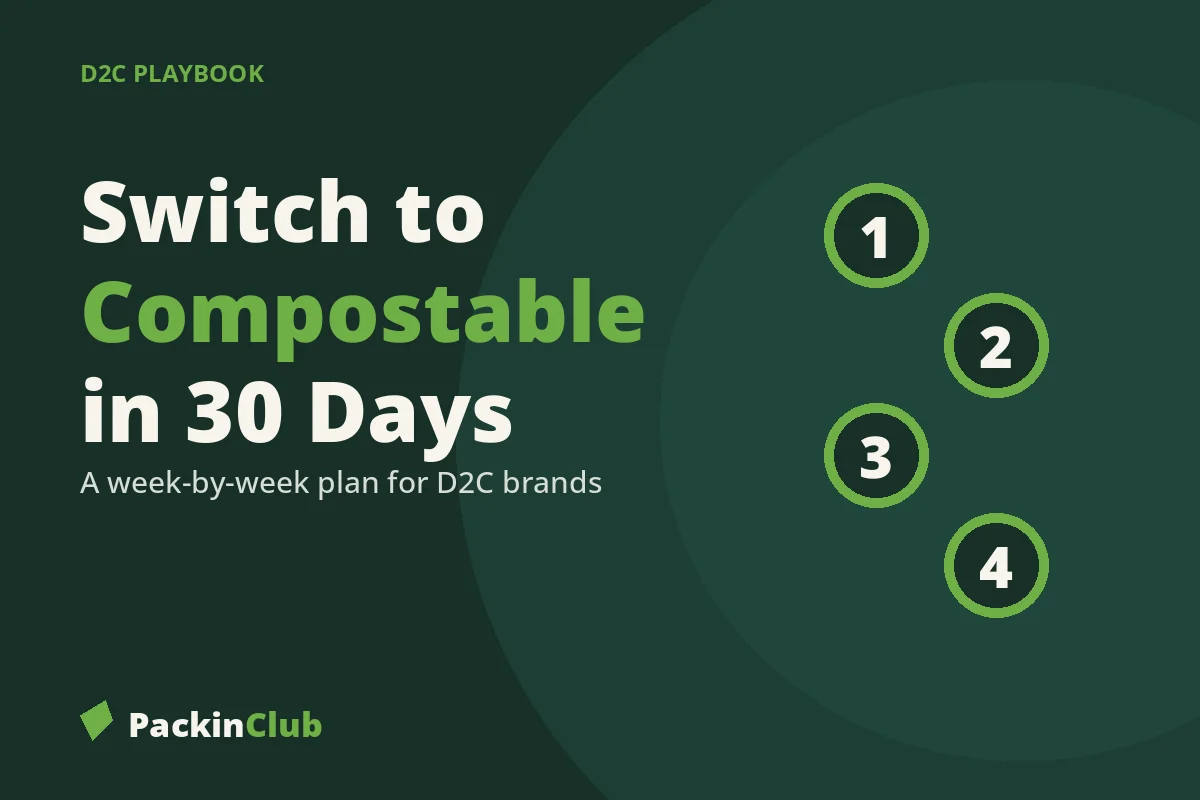 D2C PLAYBOOK
Switch to
Compostable
in 30 Days
A week-by-week plan for D2C brands
1
2
3
4
PackinClub